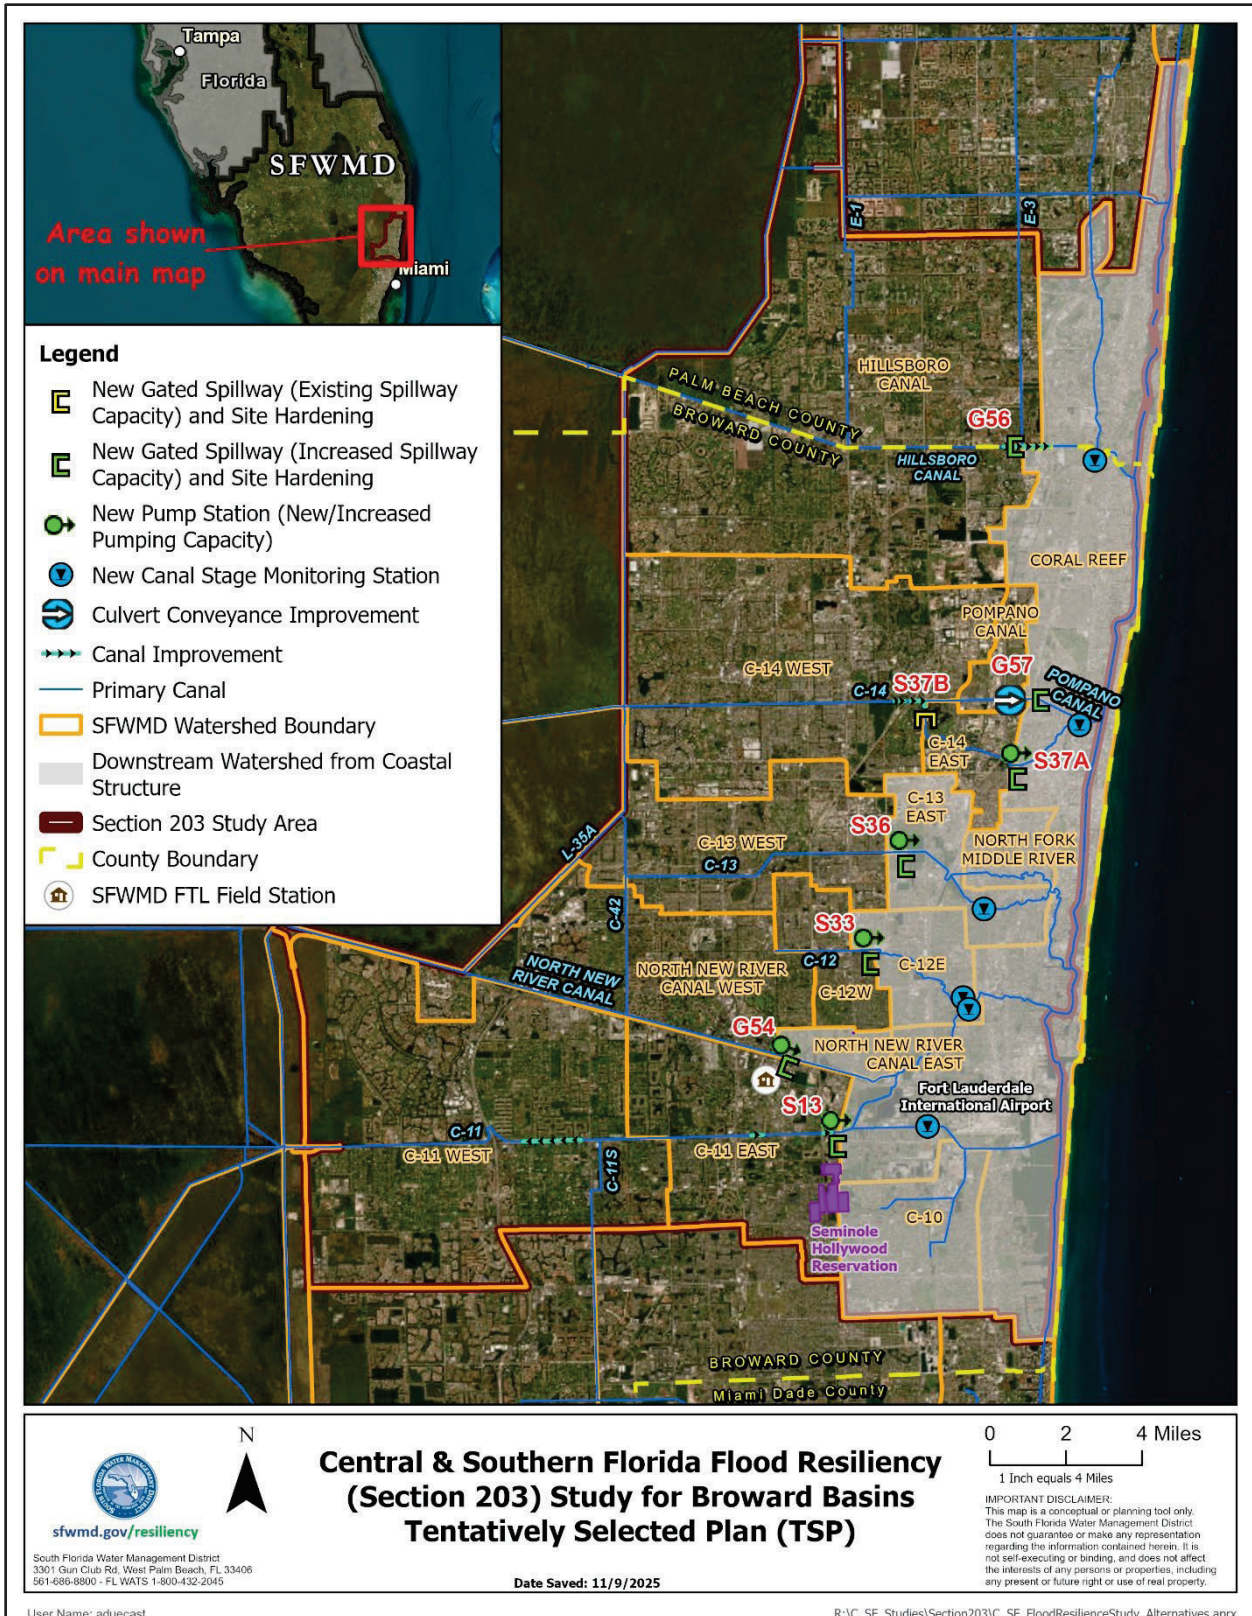 Tampa
Florida
SFWMD
Area shown
on main map
Miami
Legend
New Gated Spillway (Existing Spillway
Capacity) and Site Hardening
New Gated Spillway (Increased Spillway
Capacity) and Site Hardening
New Pump Station (New/Increased
Pumping Capacity)
New Canal Stage Monitoring Station
Culvert Conveyance Improvement
Canal Improvement
Primary Canal
SFWMD Watershed Boundary
Downstream Watershed from Coastal
Structure
Section 203 Study Area
County Boundary
SFWMD FTL Field Station
E-1
E-3
HILLSBORO
CANAL
PALM BEACH COUNTY
BROWARD COUNTY
G56
HILLSBORO
CANAL
CORAL REEF
POMPANO
CANAL
G57
C-14 WEST
C-14
S37B
POMPANO
CANAL
C-14
EAST
S37A
C-13
EAST
S36
C-13 WEST
C-13
NORTH FORK
MIDDLE RIVER
L-35A
C-42
S33
C-12
C-12E
C-12W
NORTH NEW
RIVER CANAL
NORTH NEW RIVER
CANAL WEST
G54
NORTH NEW RIVER
CANAL EAST
Fort Lauderdale
International Airport
S13
C-11
C-11 WEST
C-11S
C-11 EAST
C-10
Seminole
Hollywood
Reservation
BROWARD COUNTY
Miami Dade County
SOUTH FLORIDA WATER MANAGEMENT DISTRICT
sfwmd.gov/resiliency
South Florida Water Management District
3301 Gun Club Rd, West Palm Beach, FL 33406
561-686-8800 - FL WATS 1-800-432-2045
N
Central & Southern Florida Flood Resiliency
(Section 203) Study for Broward Basins
Tentatively Selected Plan (TSP)
Date Saved: 11/9/2025
0 2 4 Miles
1 Inch equals 4 Miles
IMPORTANT DISCLAIMER:
This map is a conceptual or planning tool only.
The South Florida Water Management District
does not guarantee or make any representation
regarding the information contained herein. It is
not self-executing or binding, and does not affect
the interests of any persons or properties, including
any present or future right or use of real property.
User Name: aduecast
R:\C_SF_Studies\Section203\C_SF_FloodResilienceStudy_Alternatives.aprx